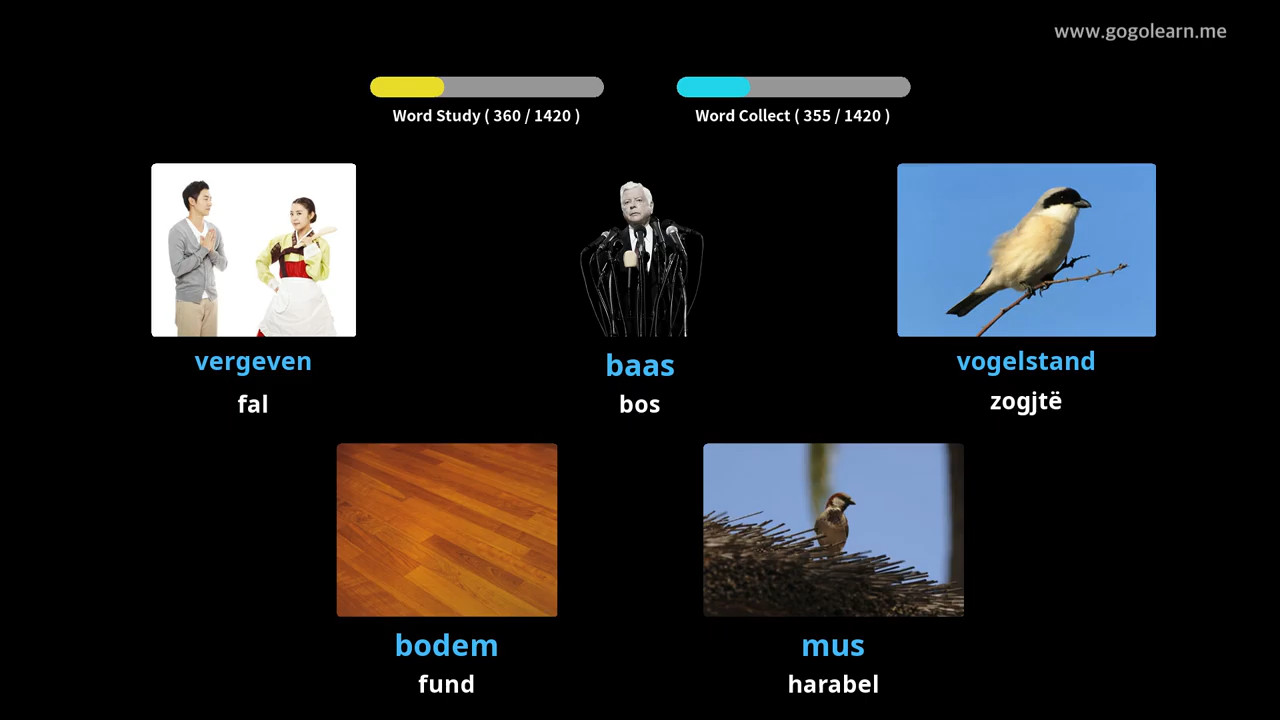 www.gogolearn.me
Word Study ( 360 / 1420 )
Word Collect ( 355 / 1420 )
vergeven
fal
baas
bos
vogelstand
zogjtë
bodem
fund
mus
harabel